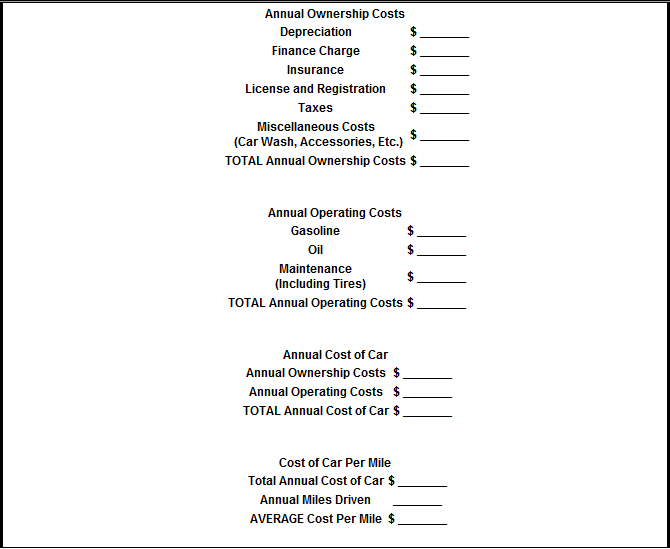 Annual Ownership Costs
Depreciation $ _______
Finance Charge $ _______
Insurance $ _______
License and Registration $ _______
Taxes $ _______
Miscellaneous Costs
(Car Wash, Accessories, Etc.) $ _______
TOTAL Annual Ownership Costs $ _______
Annual Operating Costs
Gasoline $ _______
Oil $ _______
Maintenance
(Including Tires) $ _______
TOTAL Annual Operating Costs $ _______
Annual Cost of Car
Annual Ownership Costs $ _______
Annual Operating Costs $ _______
TOTAL Annual Cost of Car $ _______
Cost of Car Per Mile
Total Annual Cost of Car $ _______
Annual Miles Driven _______
AVERAGE Cost Per Mile $ _______